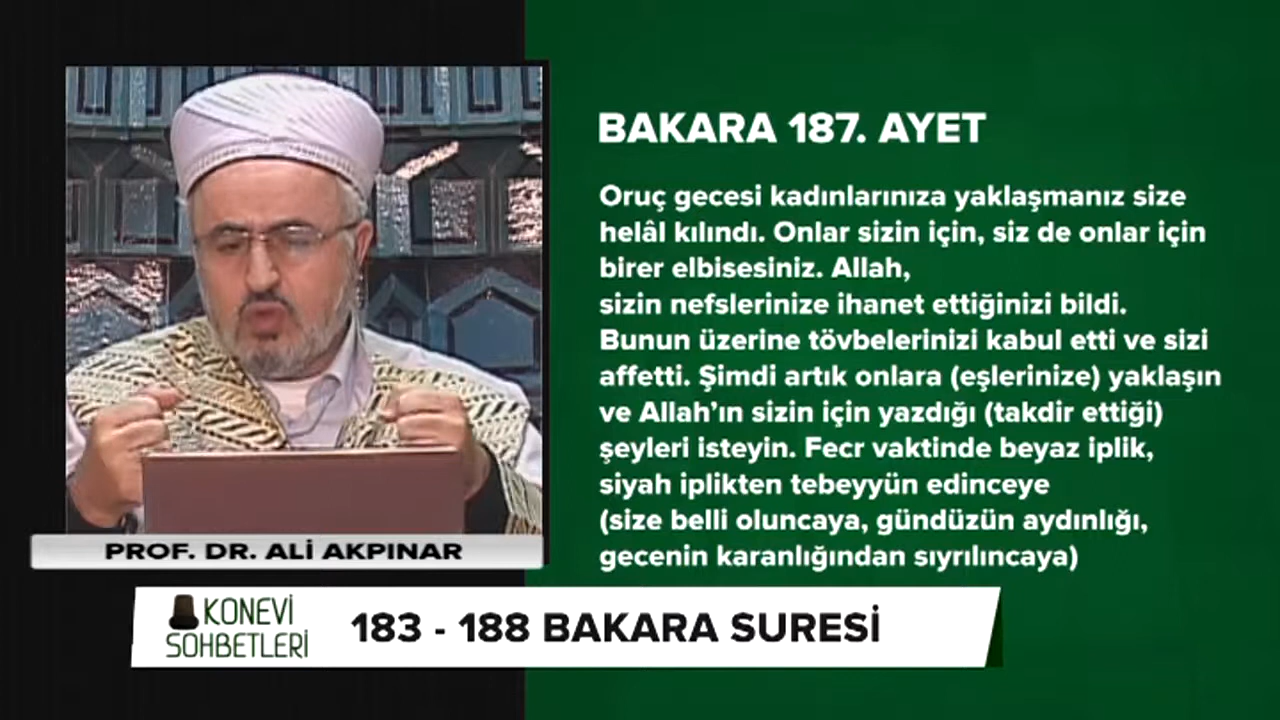 BAKARA 187. AYET
Oruç gecesi kadınlarınıza yaklaşmanız size
helâl kılındı. Onlar sizin için, siz de onlar için
birer elbisesiniz. Allah,
sizin nefslerinize ihanet ettiğinizi bildi.
Bunun üzerine tövbelerinizi kabul etti ve sizi
affetti. Şimdi artık onlara (eşlerinize) yaklaşın
ve Allah’ın sizin için yazdığı (takdir ettiği)
şeyleri isteyin. Fecr vaktinde beyaz iplik,
siyah iplikten tebeyyün edinceye
(size belli oluncaya, gündüzün aydınlığı,
gecenin karanlığından sıyrılıncaya)
PROF. DR. ALİ AKPINAR
KONEVİ
SOHBETLERİ
183 - 188 BAKARA SURESİ